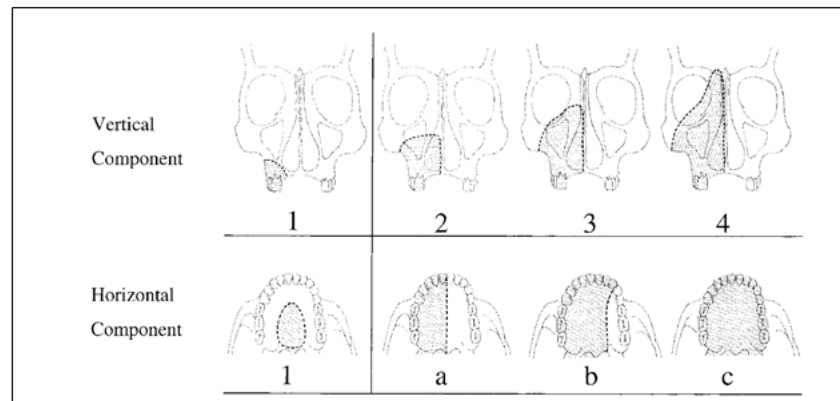 Vertical
Component
1 2 3 4
Horizontal
Component
1 a b c